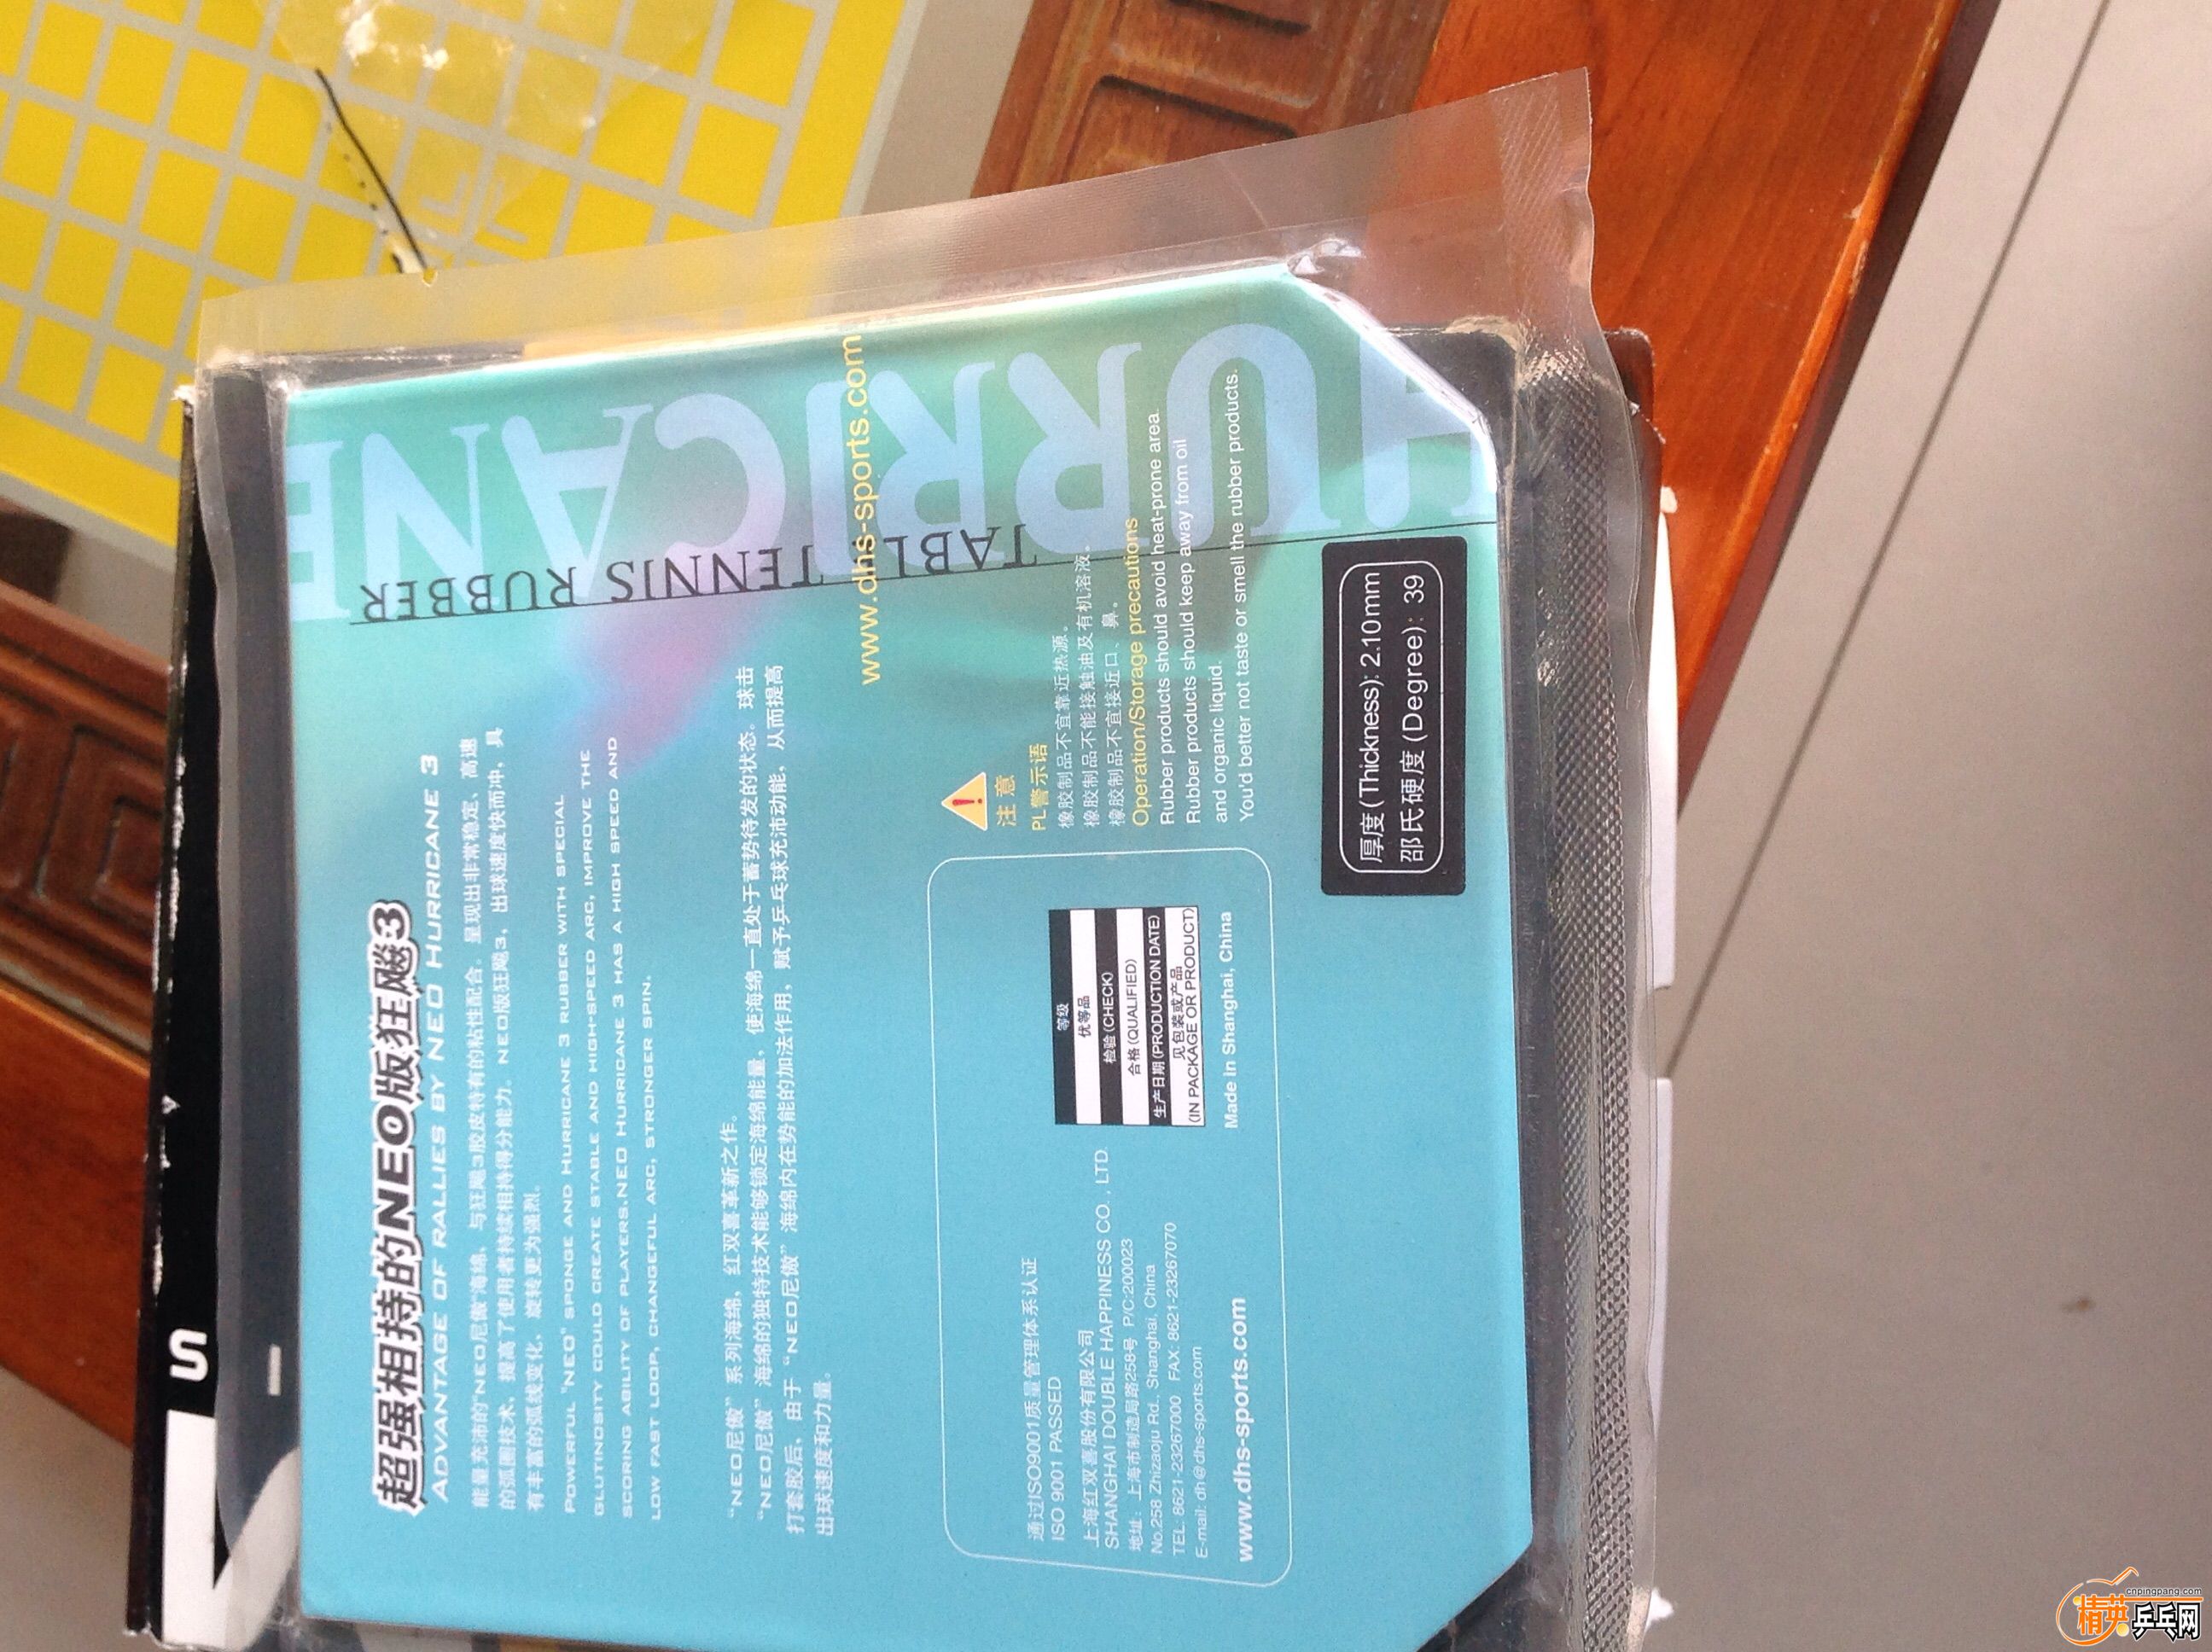 超强相持的NEO版狂飚3
ADVANTAGE OF RALLIES BY NEO HURRICANE 3
能量充沛的"NEO尼傲"海绵，与狂飚3胶皮特有的粘性配合。呈现出非常稳定、高速
的弧圈技术，提高了使用者持续相持得分能力。NEO版狂飚3，出球速度快而冲，具
有丰富的弧线变化，旋转更为强烈。
POWERFUL "NEO" SPONGE AND HURRICANE 3 RUBBER WITH SPECIAL
GLUTINOSITY COULD CREATE STABLE AND HIGH-SPEED ARC, IMPROVE THE
SCORING ABILITY OF PLAYERS.NEO HURRICANE 3 HAS A HIGH SPEED AND
LOW FAST LOOP, CHANGEFUL ARC, STRONGER SPIN.
“NEO尼傲”系列海绵，红双喜革新之作。
“NEO尼傲”海绵的独特技术能够锁定海绵能量，使海绵一直处于蓄势待发的状态。球击
打套胶后，由于“NEO尼傲”海绵内在势能的加法作用，赋予乒乓球充沛动能，从而提高
出球速度和力量。
HURRICANE
TABLE TENNIS RUBBER
www.dhs-sports.com
注意
PL警示语
橡胶制品不宜靠近热源。
橡胶制品不能接触油及有机溶液。
橡胶制品不宜接近口、鼻。
Operation/Storage precautions
Rubber products should avoid heat-prone area.
Rubber products should keep away from oil
and organic liquid.
You'd better not taste or smell the rubber products.
通过ISO9001质量管理体系认证
ISO 9001 PASSED
上海红双喜股份有限公司
SHANGHAI DOUBLE HAPPINESS CO., LTD.
地址：上海市制造局路258号 P/C:200023
No.258 Zhizaoju Rd., Shanghai, China
TEL: 8621-23267000 FAX: 8621-23267070
E-mail: dh@dhs-sports.com
www.dhs-sports.com
等级
优等品
检验(CHECK)
合格(QUALIFIED)
生产日期(PRODUCTION DATE)
见包装或产品
(IN PACKAGE OR PRODUCT)
Made in Shanghai, China
厚度(Thickness): 2.10mm
邵氏硬度(Degree): 39
S
cnpingpang.com
精英乒乓网